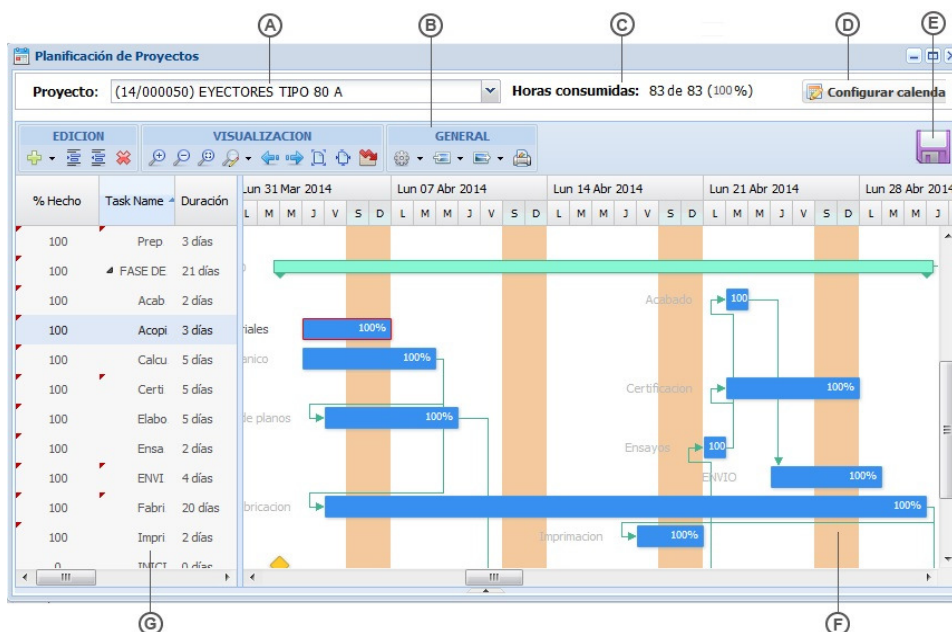 A
B
C
D
E
Planificación de Proyectos
Proyecto: (14/000050) EYECTORES TIPO 80 A Horas consumidas: 83 de 83 (100%) Configurar calenda
EDICION VISUALIZACION GENERAL
% Hecho Task Name Duración Lun 31 Mar 2014 Lun 07 Abr 2014 Lun 14 Abr 2014 Lun 21 Abr 2014 Lun 28 Abr 2014
L M M J V S D L M M J V S D L M M J V S D L M M J V S D L M M J
100 Prep 3 días
100 FASE DE 21 días
100 Acab 2 días Acabado 100
100 Acopi 3 días riales 100%
100 Calcu 5 días anico 100%
100 Certi 5 días Certificacion 100%
100 Elabo 5 días de planos 100%
100 Ensa 2 días Ensayos 100
100 ENVI 4 días ENVIO 100%
100 Fabri 20 días bricacion 100%
100 Impri 2 días Imprimacion 100%
0 INICI 0 días
G
F